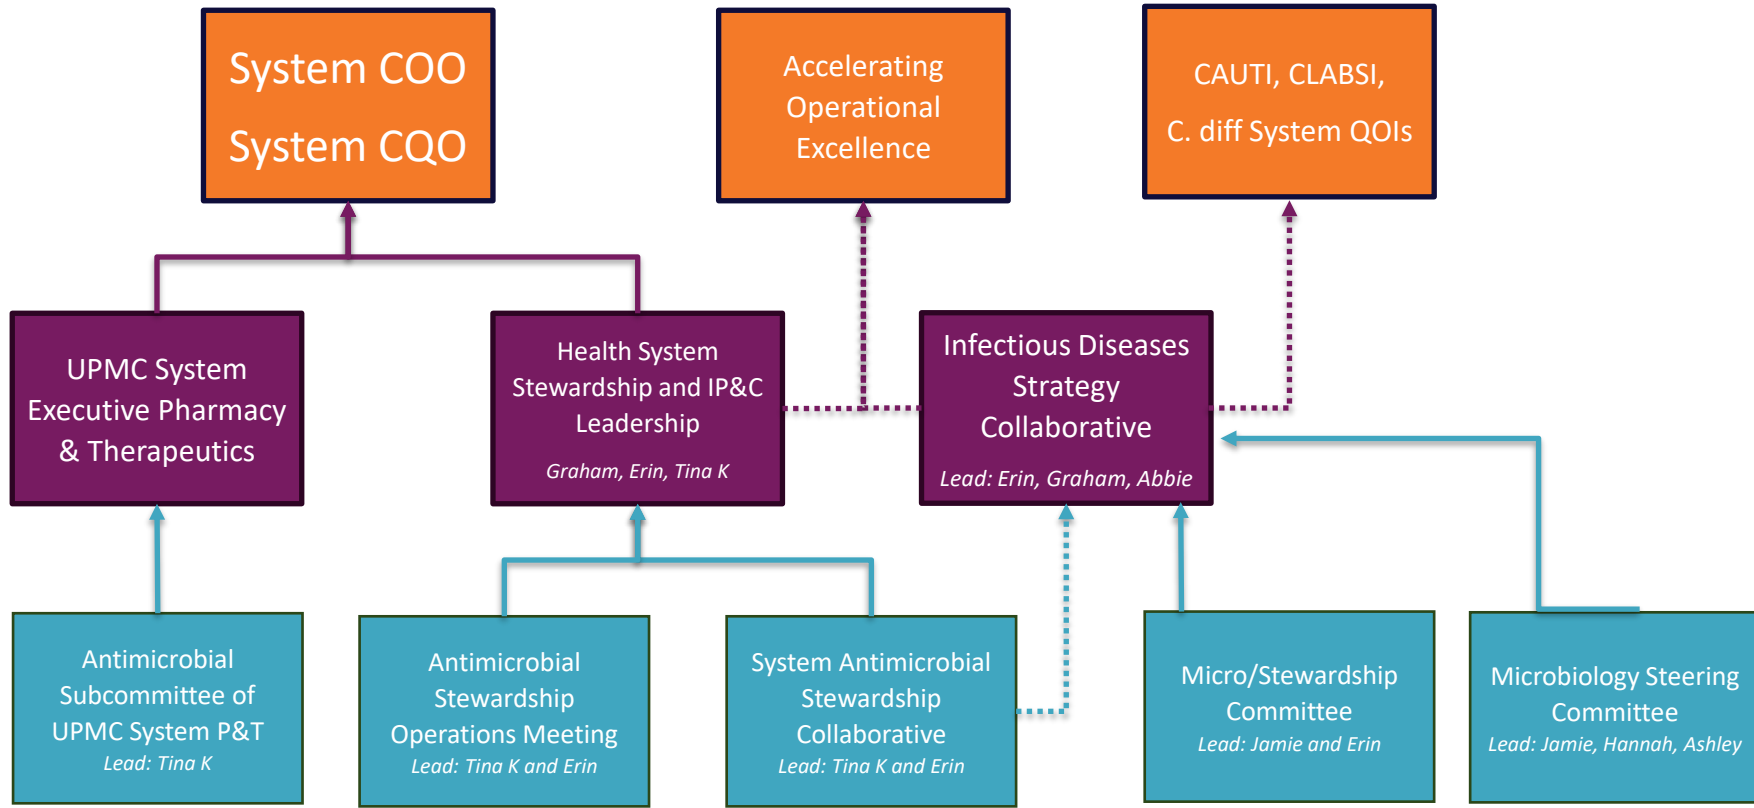 System COO
System CQO
Accelerating
Operational
Excellence
CAUTI, CLABSI,
C. diff System QOIs
UPMC System
Executive Pharmacy
& Therapeutics
Health System
Stewardship and IP&C
Leadership
Graham, Erin, Tina K
Infectious Diseases
Strategy
Collaborative
Lead: Erin, Graham, Abbie
Antimicrobial
Subcommittee of
UPMC System P&T
Lead: Tina K
Antimicrobial
Stewardship
Operations Meeting
Lead: Tina K and Erin
System Antimicrobial
Stewardship
Collaborative
Lead: Tina K and Erin
Micro/Stewardship
Committee
Lead: Jamie and Erin
Microbiology Steering
Committee
Lead: Jamie, Hannah, Ashley